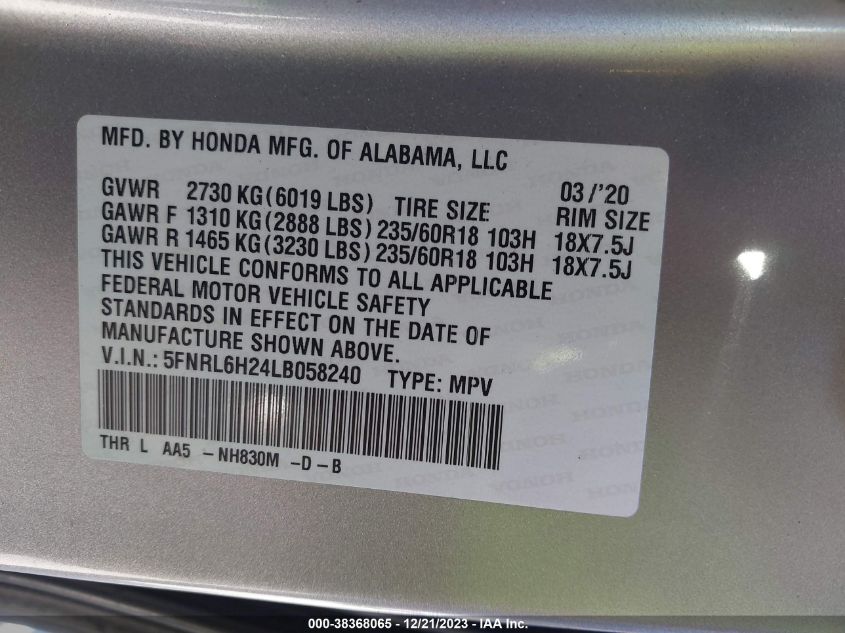 MFD. BY HONDA MFG. OF ALABAMA, LLC
GVWR 2730 KG(6019 LBS) TIRE SIZE 03/'20 RIM SIZE
GAWR F 1310 KG(2888 LBS) 235/60R18 103H 18X7.5J
GAWR R 1465 KG(3230 LBS) 235/60R18 103H 18X7.5J
THIS VEHICLE CONFORMS TO ALL APPLICABLE
FEDERAL MOTOR VEHICLE SAFETY
STANDARDS IN EFFECT ON THE DATE OF
MANUFACTURE SHOWN ABOVE.
V.I.N.: 5FNRL6H24LB058240 TYPE: MPV
THR L AA5 - NH830M - D - B
000-38368065 - 12/21/2023 - IAA Inc.